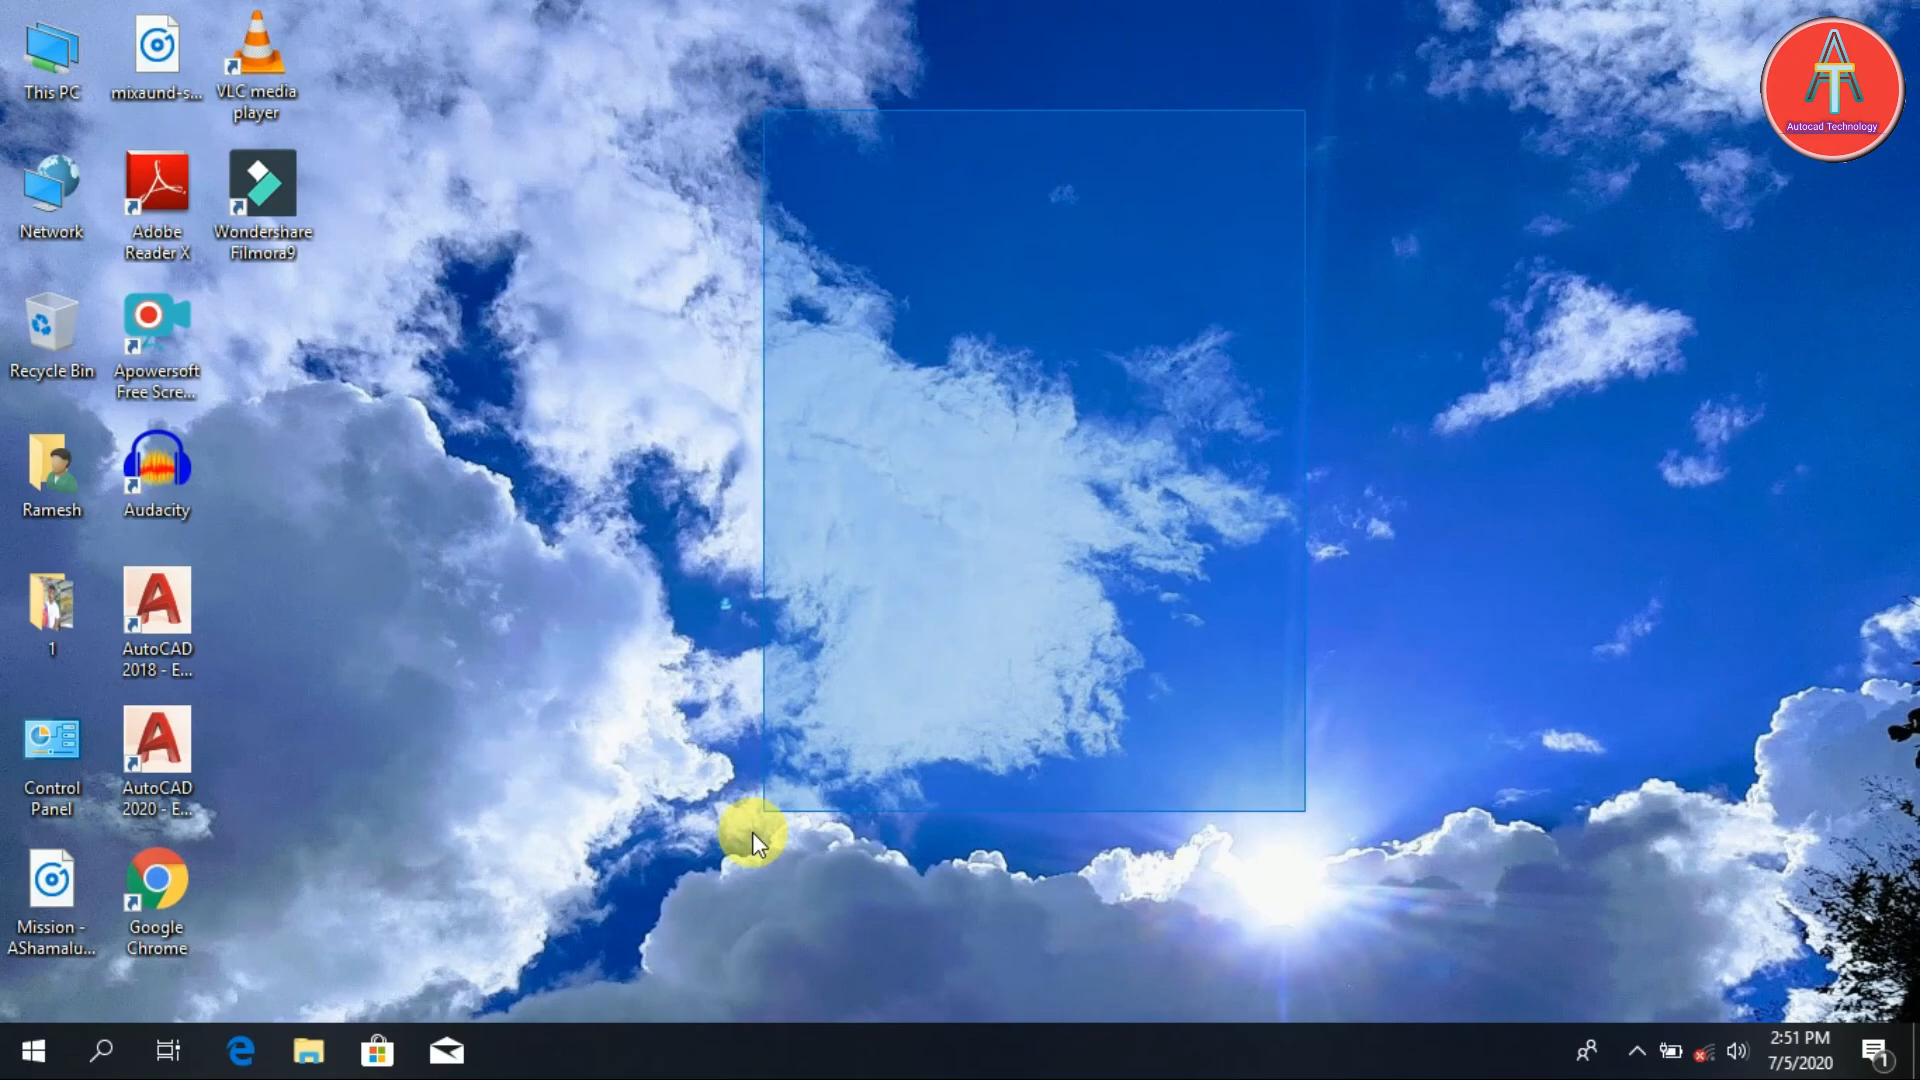 This PC
mixaund-s...
VLC media
player
Autocad Technology
Network
Adobe
Reader X
Wondershare
Filmora9
Recycle Bin
Apowersoft
Free Scre...
Ramesh
Audacity
1
AutoCAD
2018 - E...
Control
Panel
AutoCAD
2020 - E...
Mission -
AShamalu...
Google
Chrome
2:51 PM
7/5/2020
1